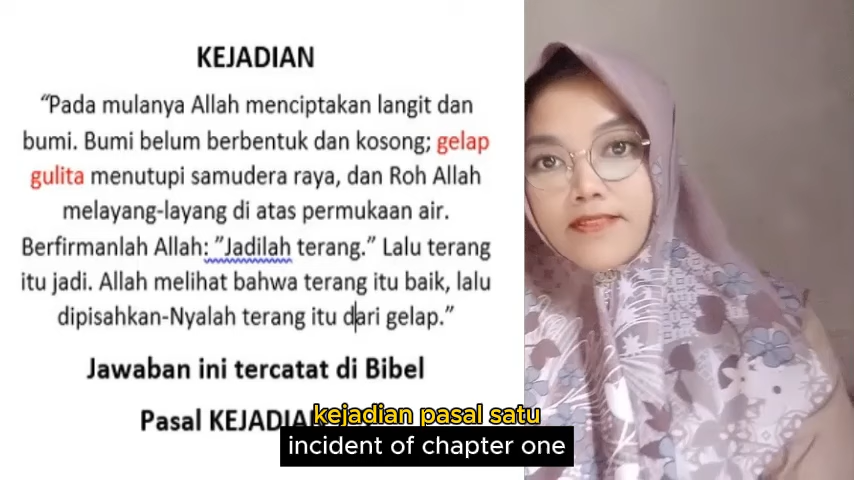 KEJADIAN
“Pada mulanya Allah menciptakan langit dan
bumi. Bumi belum berbentuk dan kosong; gelap
gulita menutupi samudera raya, dan Roh Allah
melayang-layang di atas permukaan air.
Berfirmanlah Allah: ”Jadilah terang.” Lalu terang
itu jadi. Allah melihat bahwa terang itu baik, lalu
dipisahkan-Nyalah terang itu dari gelap.”
Jawaban ini tercatat di Bibel
Pasal KEJADIAN
kejadian pasal satu
incident of chapter one